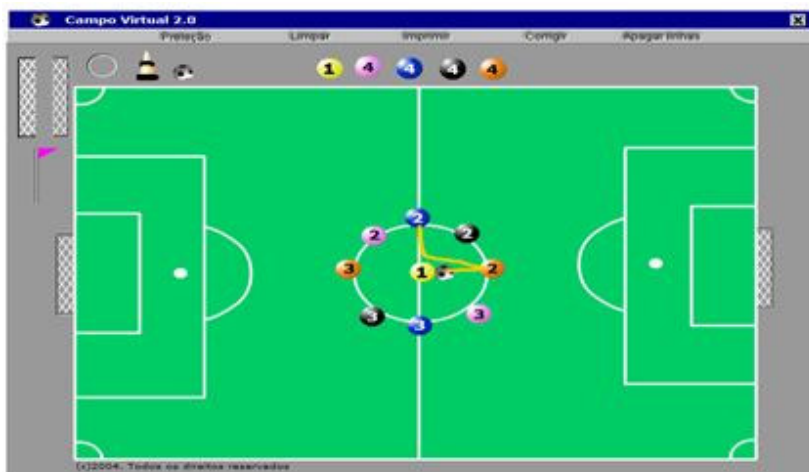 Campo Virtual 2.0
Preleção Limpar Imprimir Corrigir Apagar linhas
1 4 4 4 4
2
2 2
3 1 2
3 3
3
(c)2004. Todos os direitos reservados